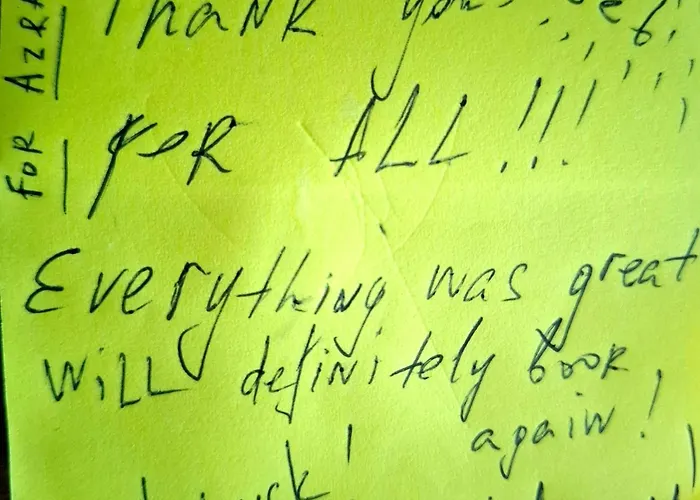 Thank you
FOR ALL!!!
Everything was great
Will definitely book
again!
FOR